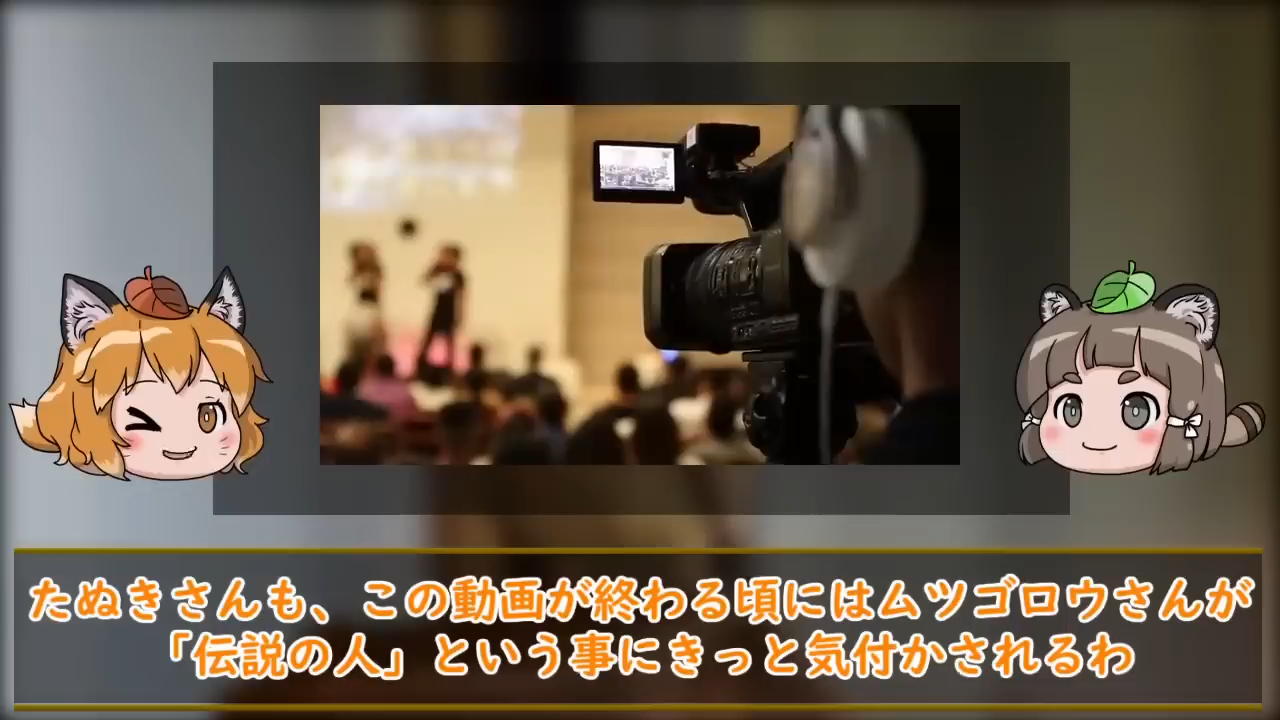 たぬきさんも、この動画が終わる頃にはムツゴロウさんが
「伝説の人」という事にきっと気付かされるわ